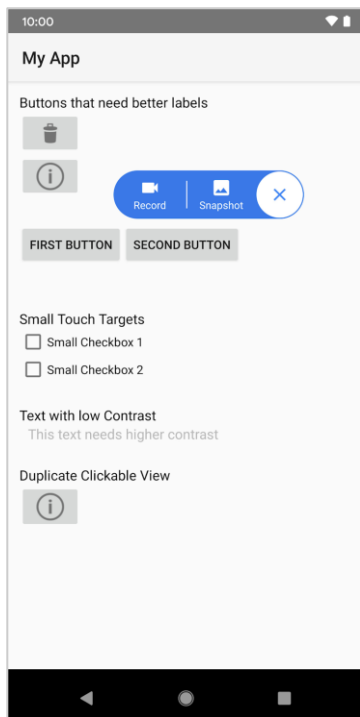 10:00
My App
Buttons that need better labels
Record
Snapshot
FIRST BUTTON
SECOND BUTTON
Small Touch Targets
Small Checkbox 1
Small Checkbox 2
Text with low Contrast
This text needs higher contrast
Duplicate Clickable View